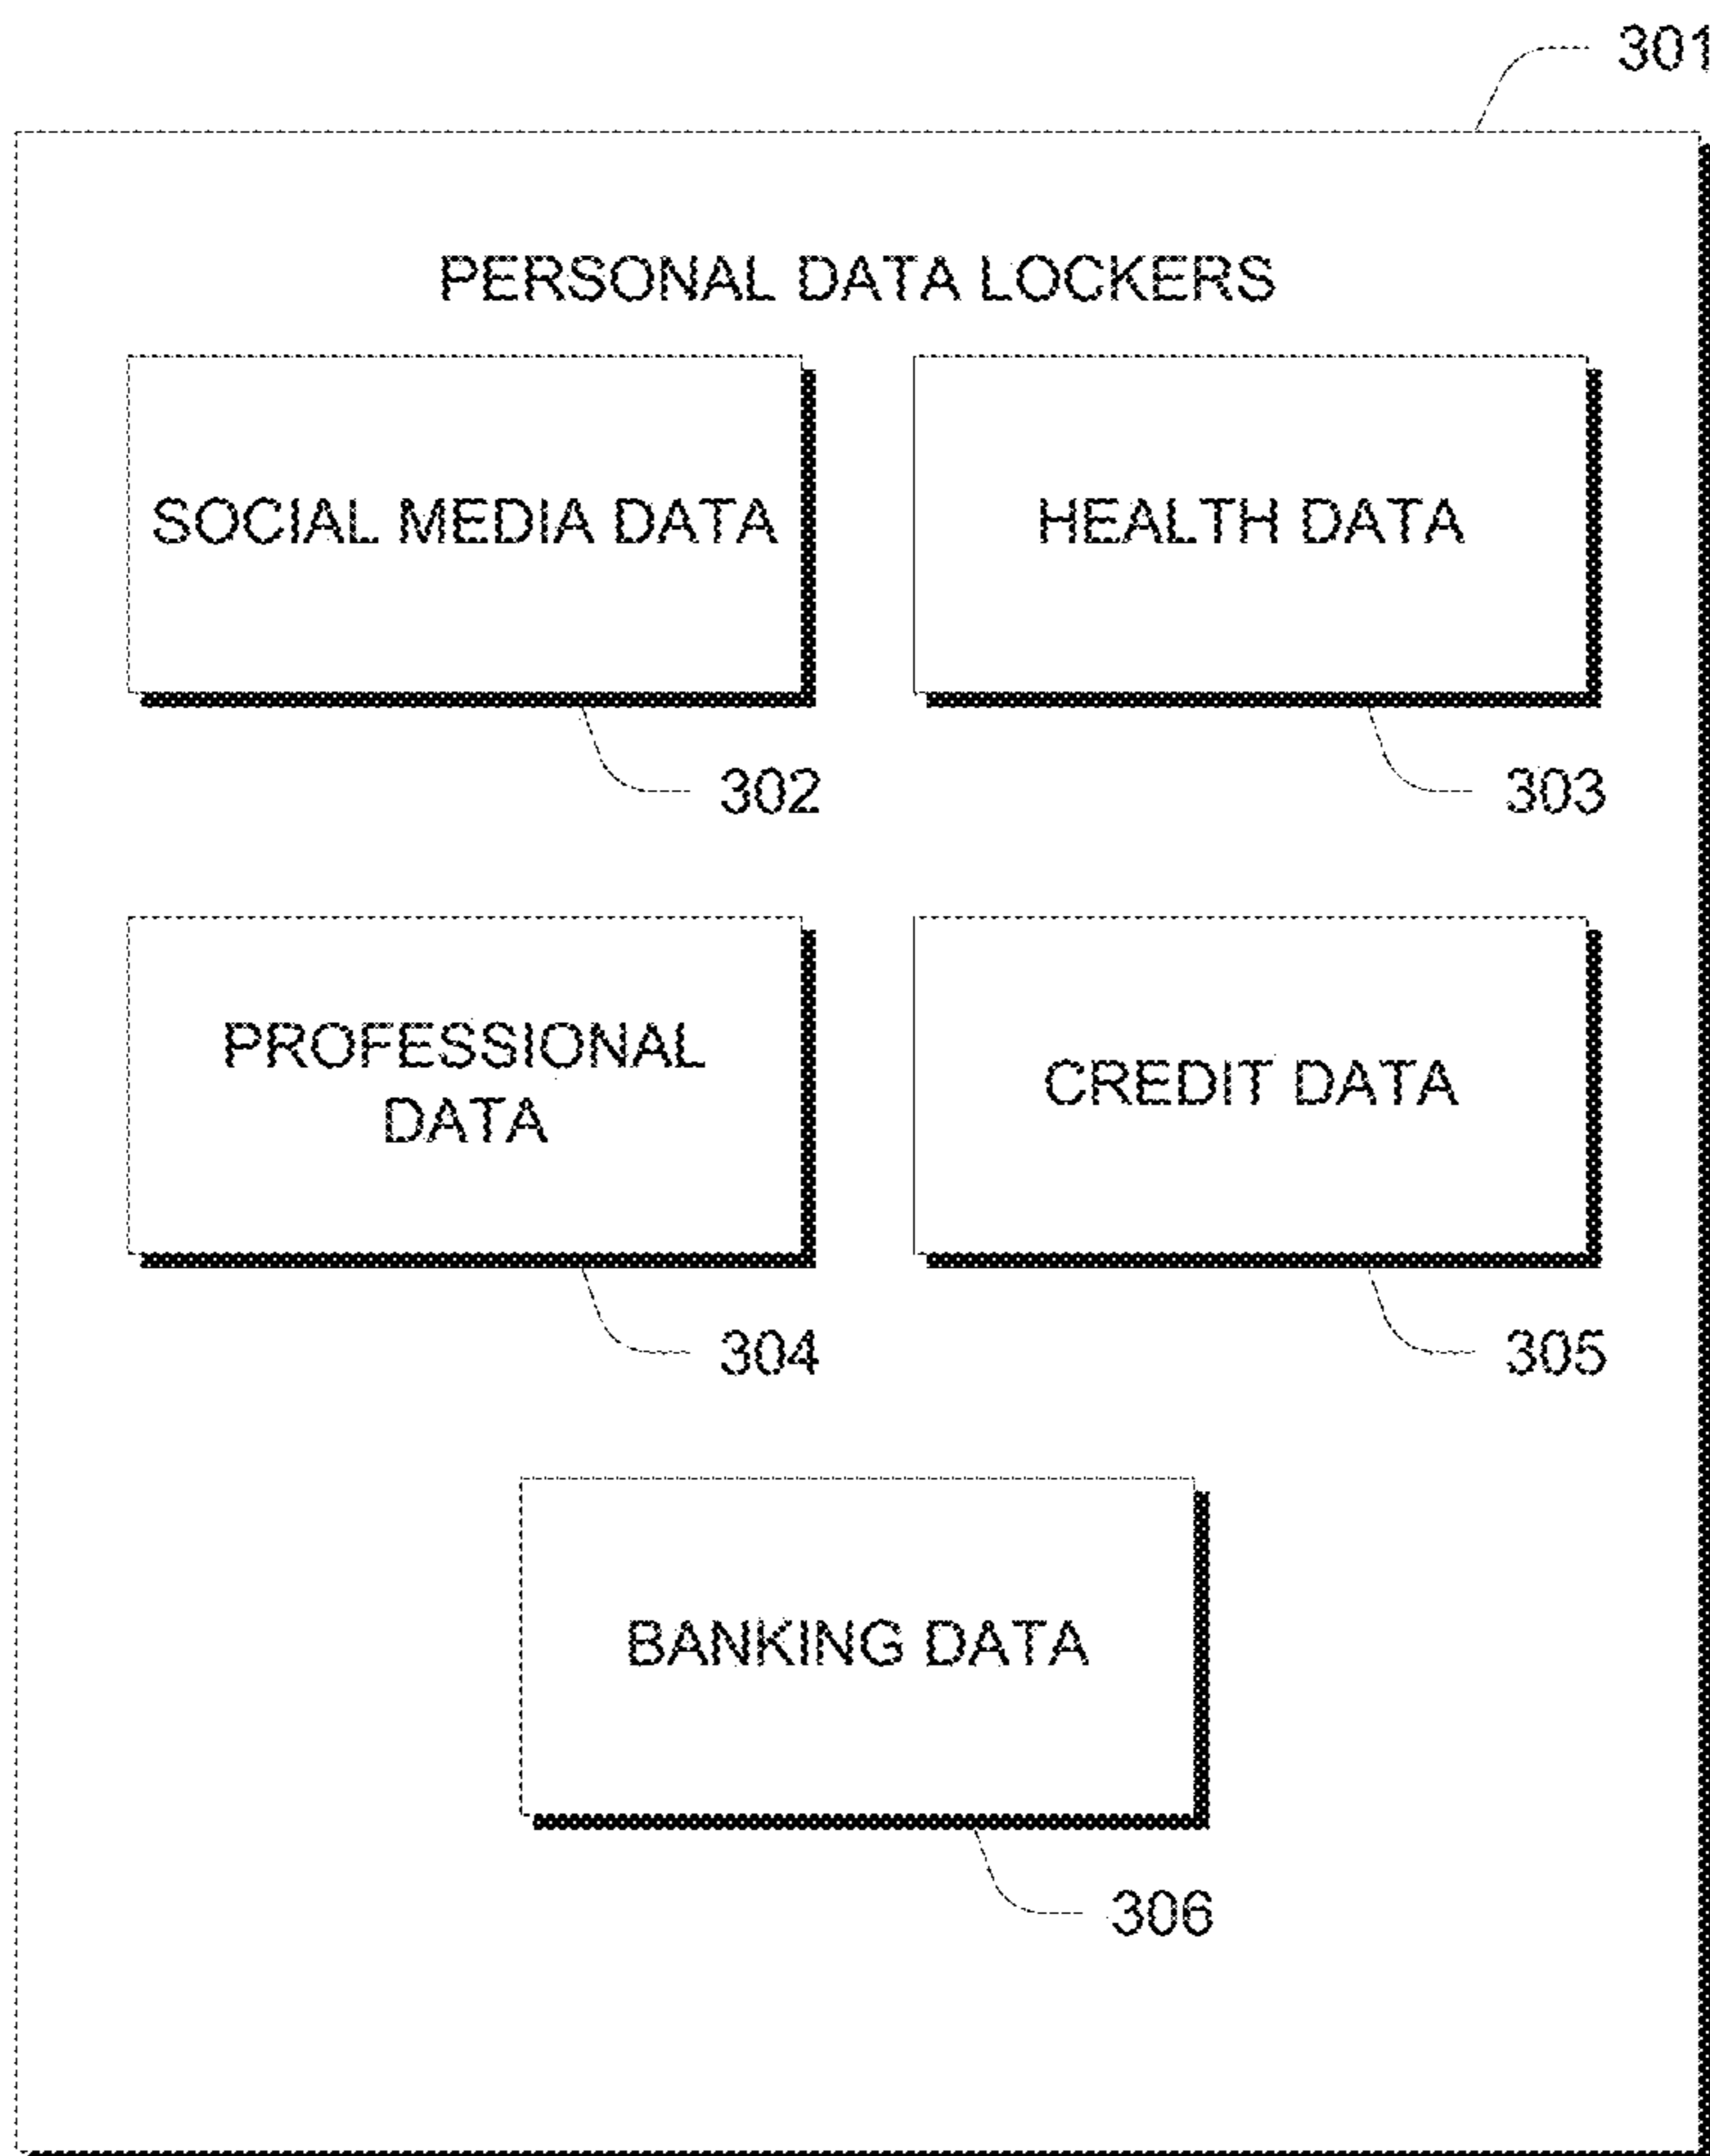 301
PERSONAL DATA LOCKERS
SOCIAL MEDIA DATA
HEALTH DATA
302
303
PROFESSIONAL
DATA
CREDIT DATA
304
305
BANKING DATA
306